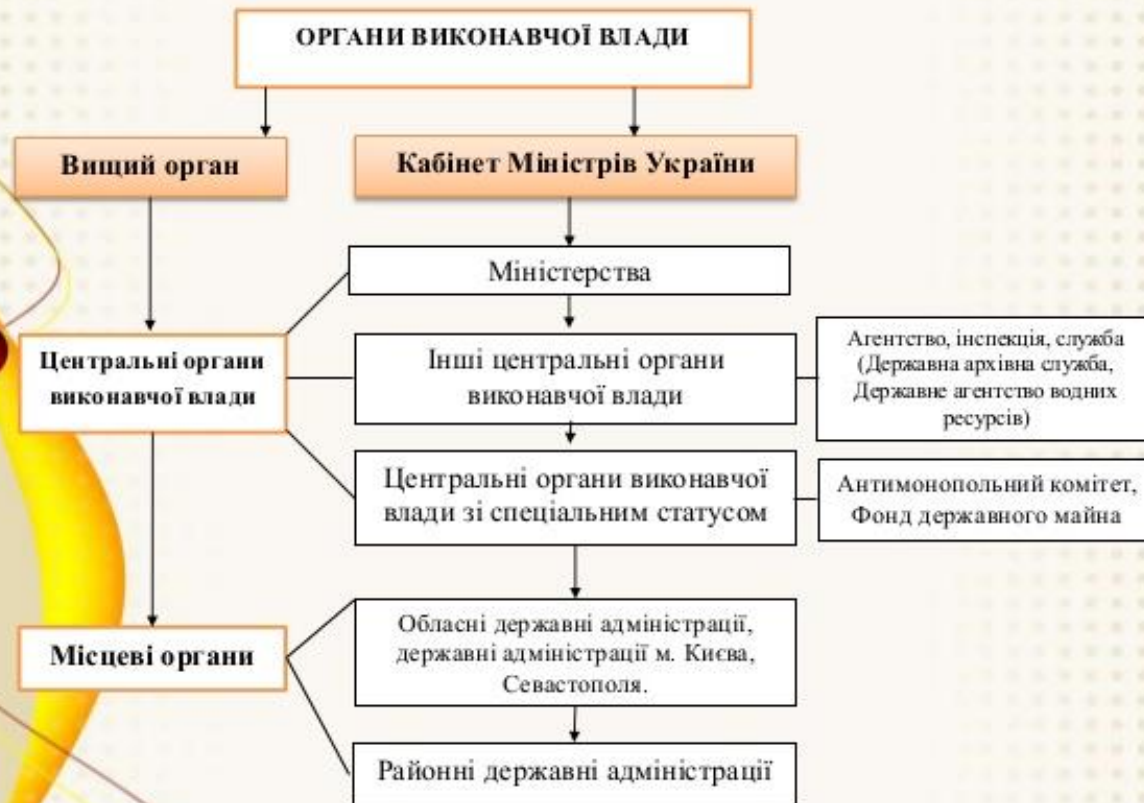 ОРГАНИ ВИКОНАВЧОЇ ВЛАДИ
Вищий орган
Кабінет Міністрів України
Міністерства
Центральні органи
виконавчої влади
Інші центральні органи
виконавчої влади
Агентство, інспекція, служба
(Державна архівна служба,
Державне агентство водних
ресурсів)
Центральні органи виконавчої
влади зі спеціальним статусом
Антимонопольний комітет,
Фонд державного майна
Місцеві органи
Обласні державні адміністрації,
державні адміністрації м. Києва,
Севастополя.
Районні державні адміністрації